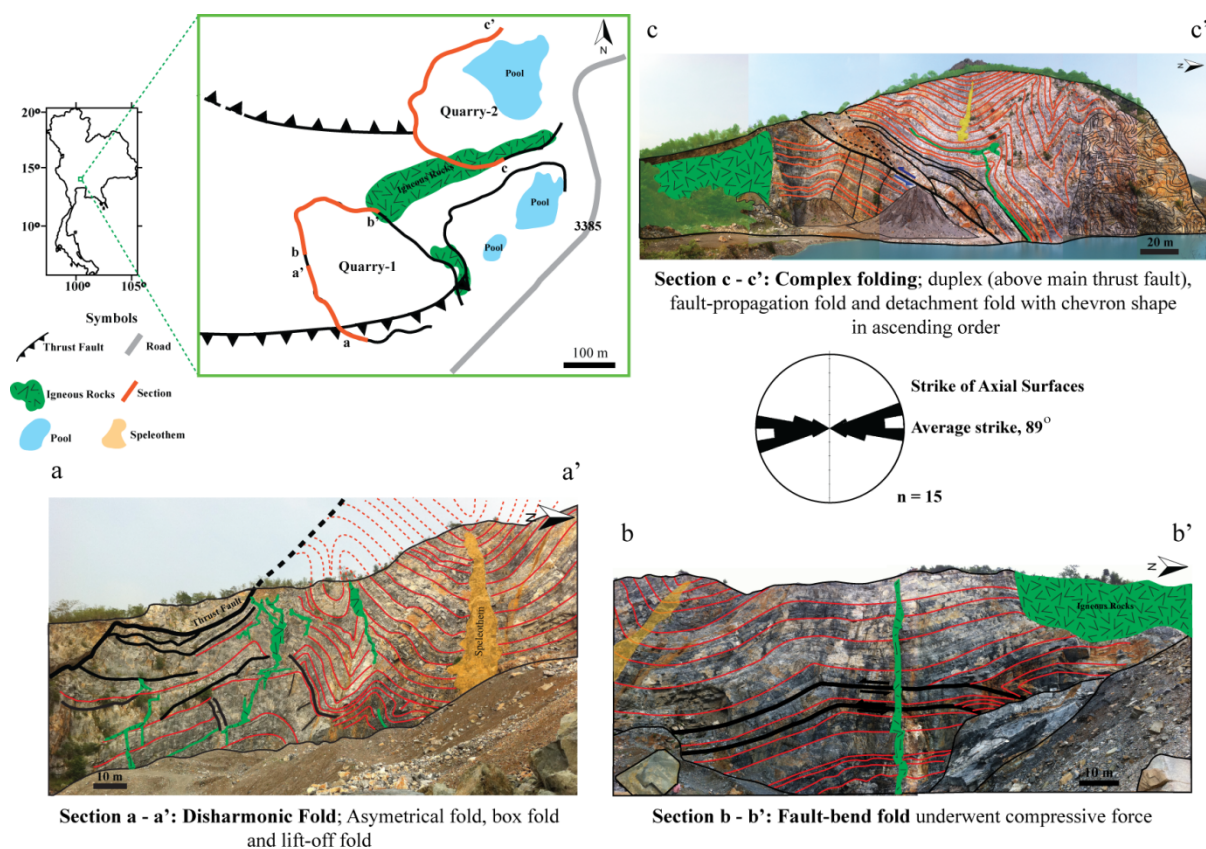 20°
15°
10°
100°
105°
Symbols
Thrust Fault
Road
Igneous Rocks
Section
Pool
Speleothem
c'
N
Pool
Quarry-2
c
Igneous Rocks
b'
Pool
3385
b
a'
Quarry-1
Pool
a
100 m
c
c'
N
20 m
Section c - c': Complex folding; duplex (above main thrust fault),
fault-propagation fold and detachment fold with chevron shape
in ascending order
Strike of Axial Surfaces
Average strike, 89°
n = 15
a
a'
N
Thrust Fault
Speleothem
10 m
Section a - a': Disharmonic Fold; Asymetrical fold, box fold
and lift-off fold
b
b'
N
Igneous Rocks
10 m
Section b - b': Fault-bend fold underwent compressive force